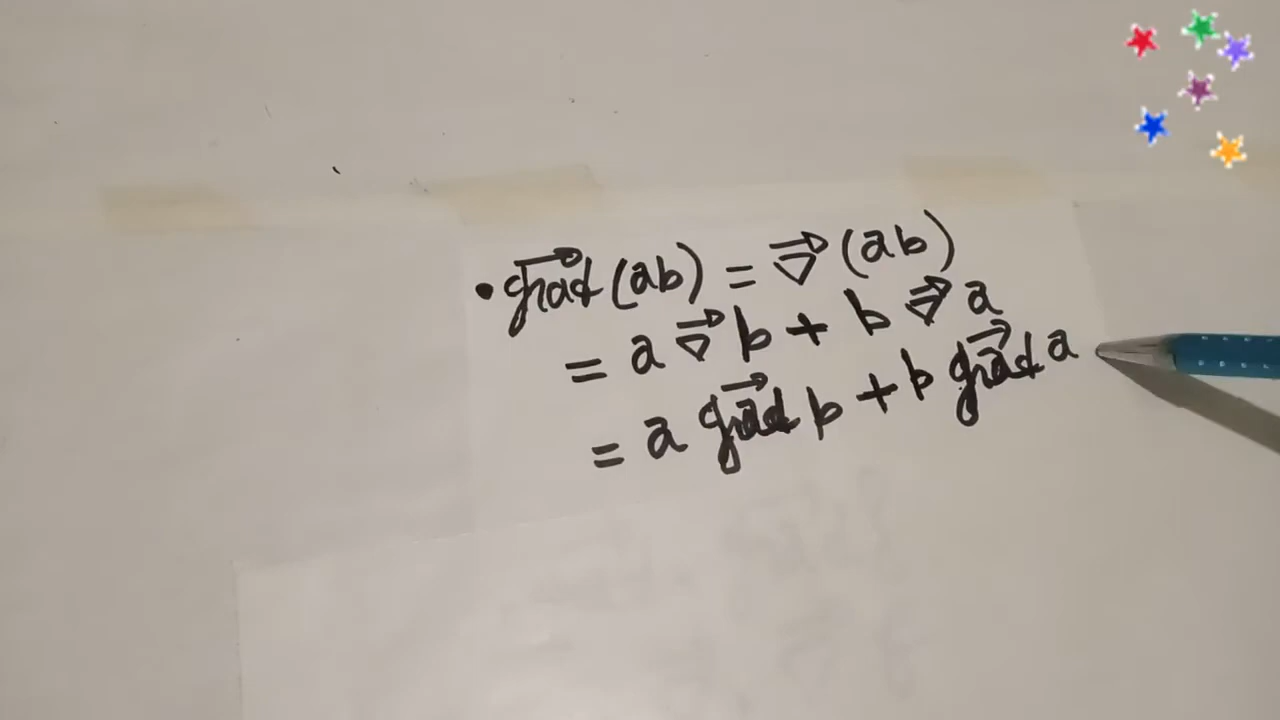 • grad⃗ (ab) = ∇⃗ (ab)
= a ∇⃗ b + b ∇⃗ a
= a grad⃗ b + b grad⃗ a